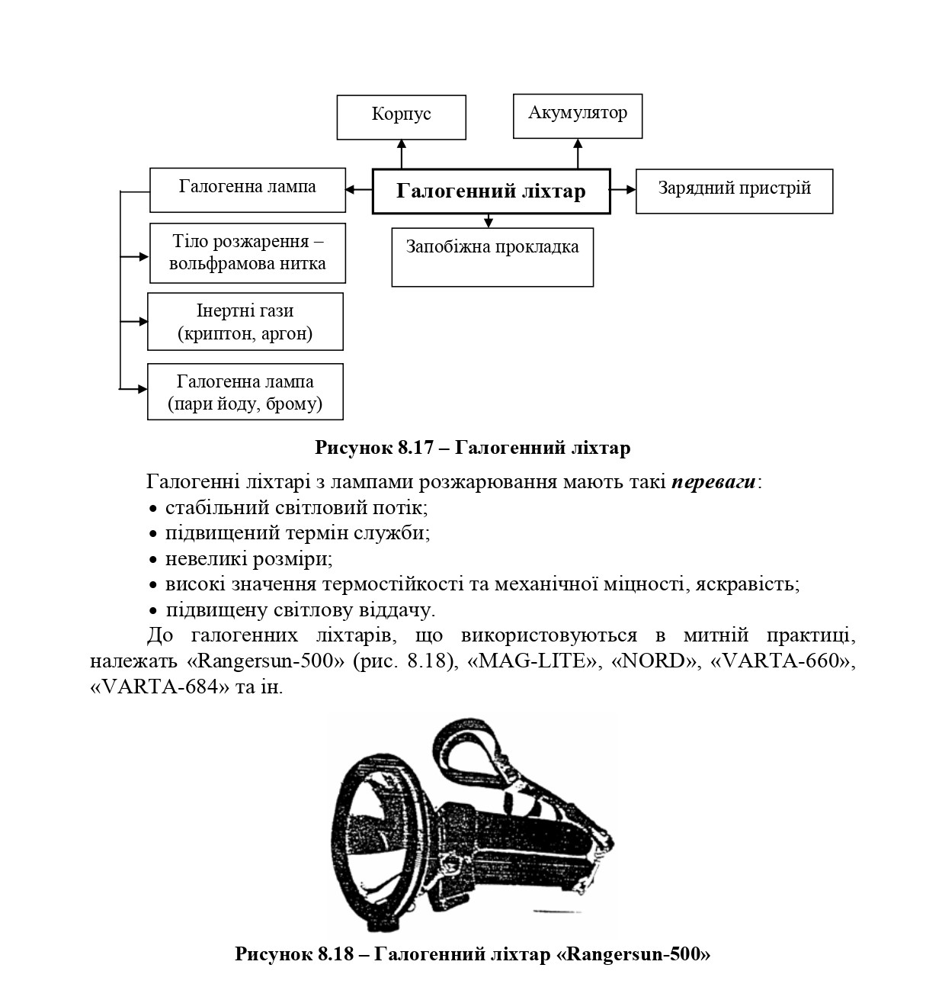 Корпус
Акумулятор
Галогенна лампа
Галогенний ліхтар
Зарядний пристрій
Тіло розжарення –
вольфрамова нитка
Запобіжна прокладка
Інертні гази
(криптон, аргон)
Галогенна лампа
(пари йоду, брому)
Рисунок 8.17 – Галогенний ліхтар
Галогенні ліхтарі з лампами розжарювання мають такі переваги:
• стабільний світловий потік;
• підвищений термін служби;
• невеликі розміри;
• високі значення термостійкості та механічної міцності, яскравість;
• підвищену світлову віддачу.
До галогенних ліхтарів, що використовуються в митній практиці,
належать «Rangersun-500» (рис. 8.18), «MAG-LITE», «NORD», «VARTA-660»,
«VARTA-684» та ін.
Рисунок 8.18 – Галогенний ліхтар «Rangersun-500»